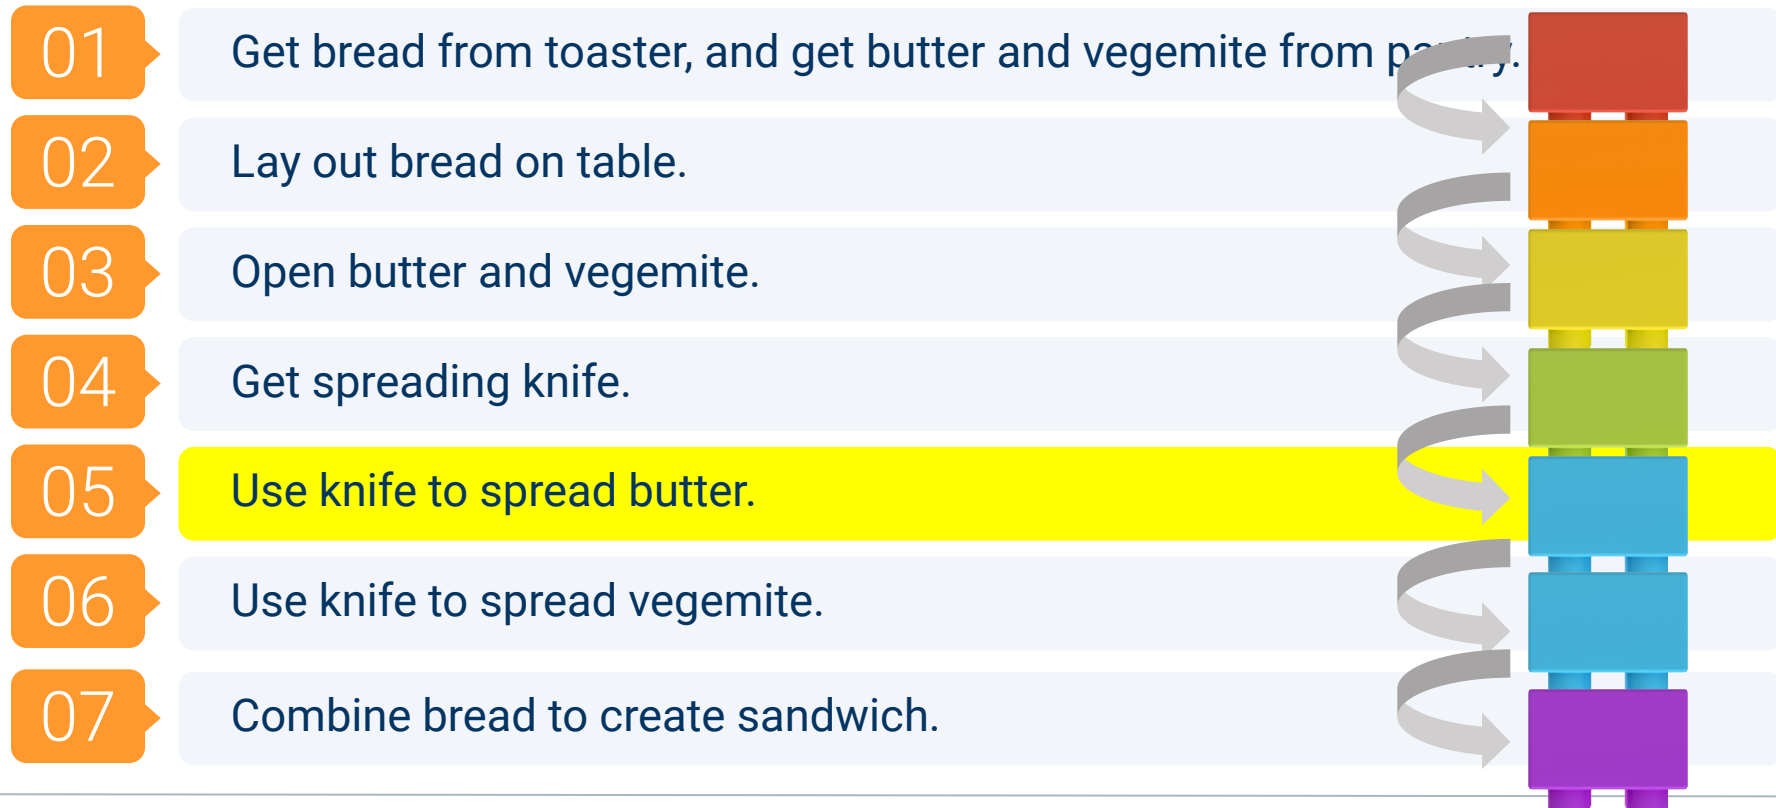 01 Get bread from toaster, and get butter and vegemite from pantry.
02 Lay out bread on table.
03 Open butter and vegemite.
04 Get spreading knife.
05 Use knife to spread butter.
06 Use knife to spread vegemite.
07 Combine bread to create sandwich.